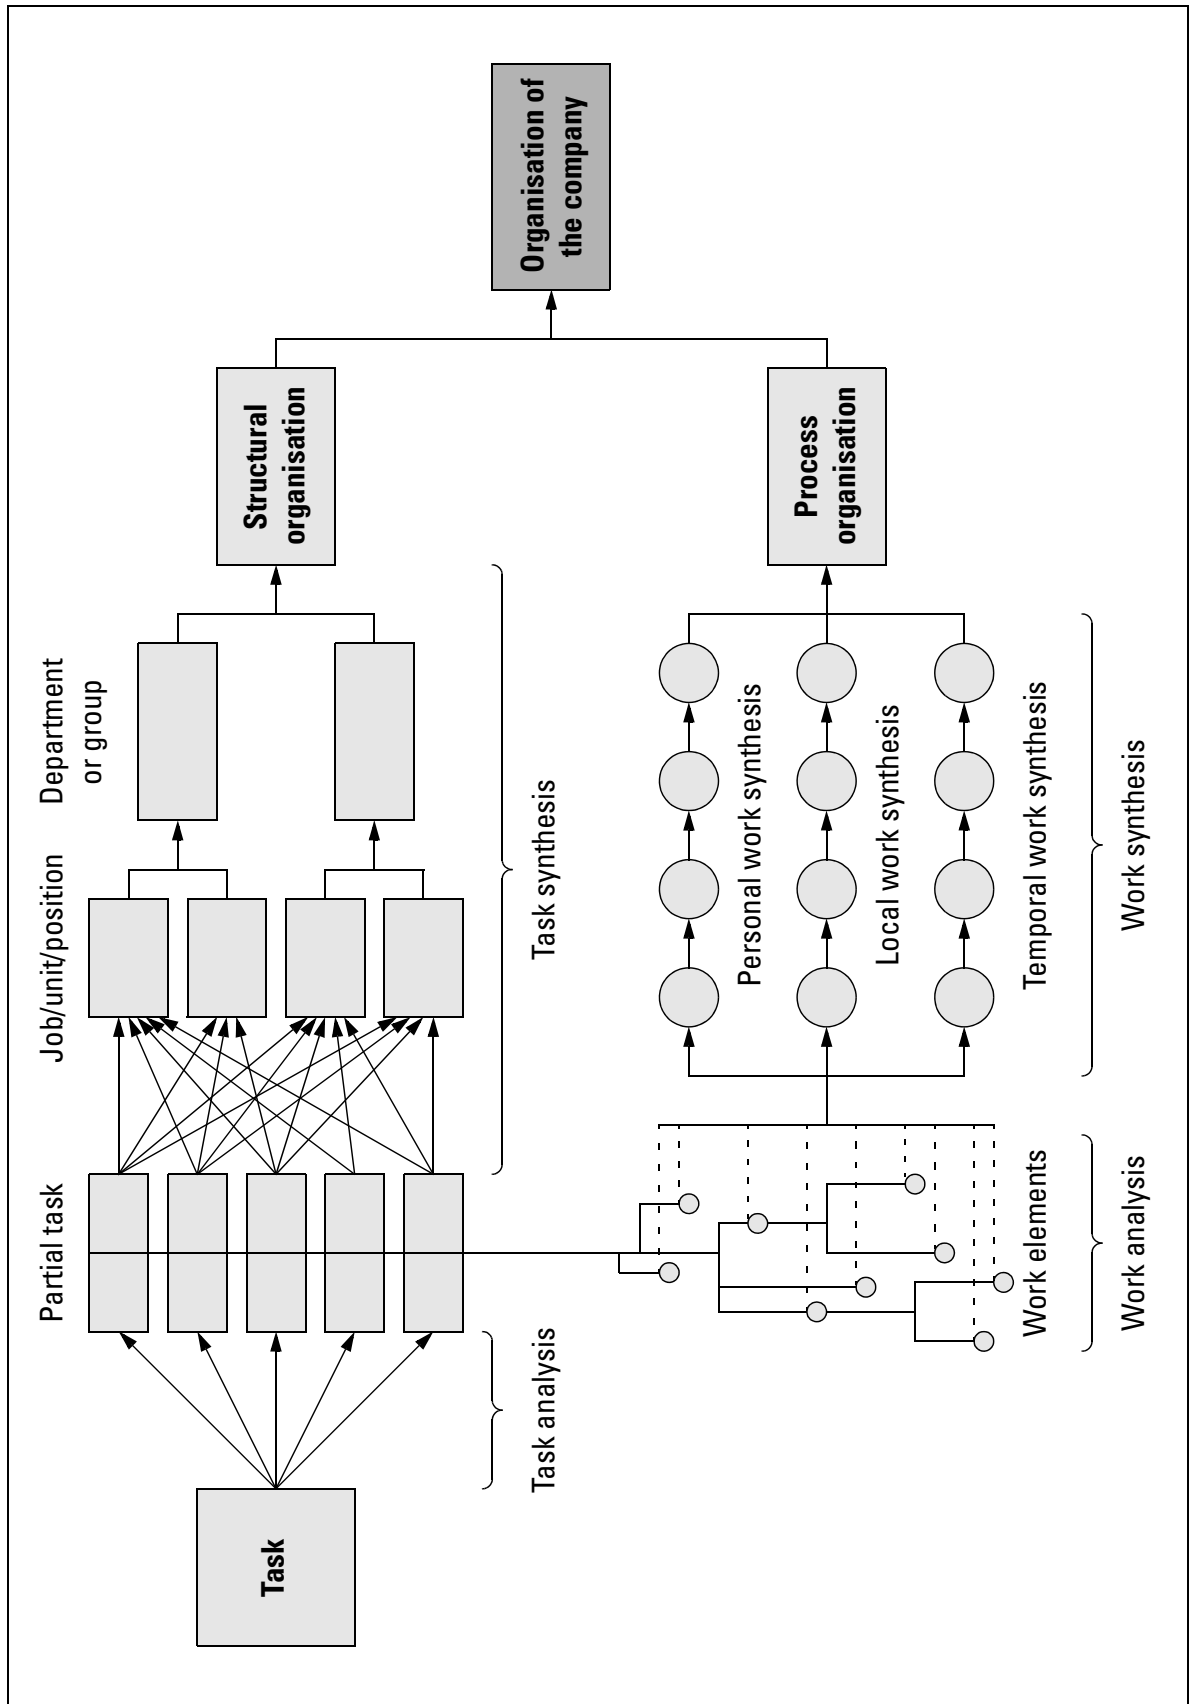 Task
Task analysis
Partial task
Job/unit/position
Department
or group
Task synthesis
Structural
organisation
Work elements
Work analysis
Personal work synthesis
Local work synthesis
Temporal work synthesis
Work synthesis
Process
organisation
Organisation of
the company